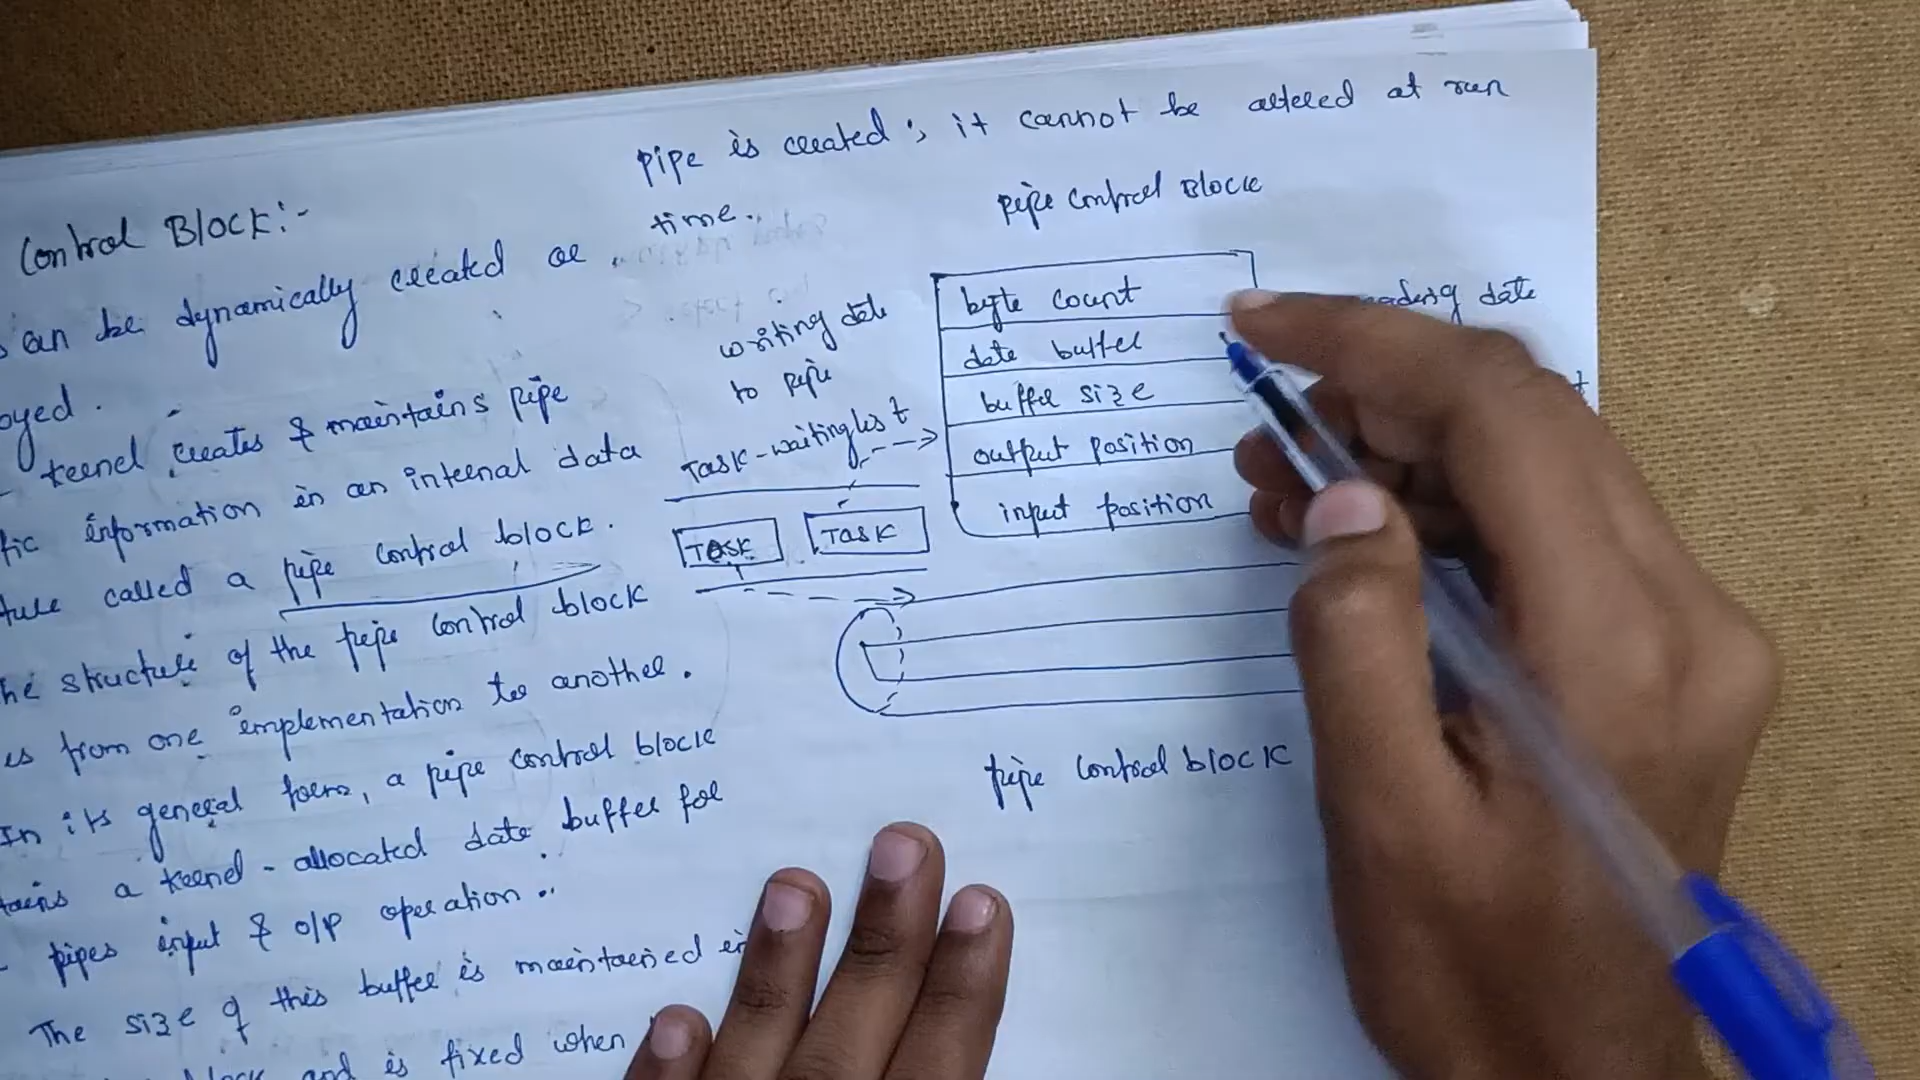 Control Block:-
can be dynamically created or
oyed.
kernel creates & maintains pipe
fic information in an internal data
ture called a pipe control block.
he structure of the pipe control block
es from one implementation to another.
In its general form, a pipe control block
tains a kernel - allocated data buffer for
pipes input & o/p operation..
The size of this buffer is maintained in
block and is fixed when
pipe is created ; it cannot be altered at run
time.
pipe control Block
writing data
to pipe
Task-waiting list
TASK
TASK
byte count
data buffer
buffer size
output position
input position
eading data
pipe control block